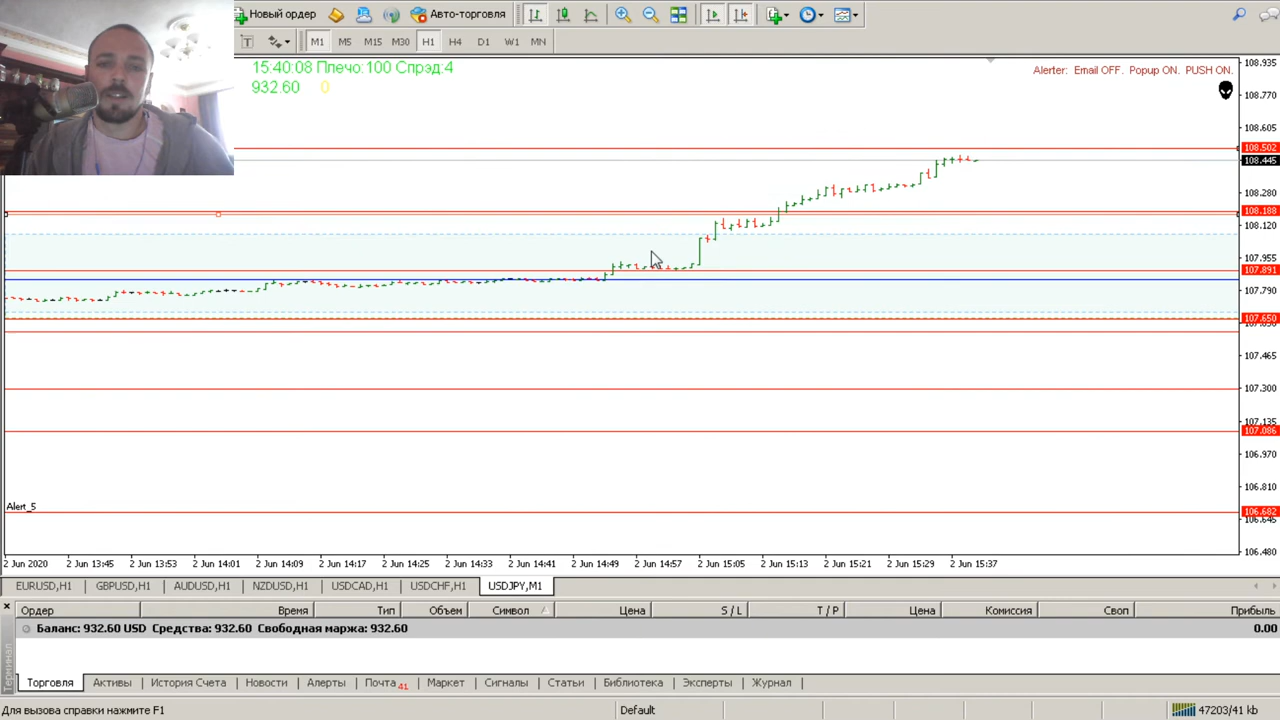 Новый ордер Авто-торговля
T M1 M5 M15 M30 H1 H4 D1 W1 MN
15:40:08 Плечо:100 Спрэд:4
932.60 0
Alerter: Email OFF. Popup ON. PUSH ON.
108.935
108.770
108.605
108.502
108.445
108.280
108.188
108.120
107.955
107.891
107.790
107.650
107.465
107.300
107.135
107.086
106.970
106.810
Alert_5
106.682
106.645
106.480
2 Jun 2020 2 Jun 13:45 2 Jun 13:53 2 Jun 14:01 2 Jun 14:09 2 Jun 14:17 2 Jun 14:25 2 Jun 14:33 2 Jun 14:41 2 Jun 14:49 2 Jun 14:57 2 Jun 15:05 2 Jun 15:13 2 Jun 15:21 2 Jun 15:29 2 Jun 15:37
EURUSD,H1 GBPUSD,H1 AUDUSD,H1 NZDUSD,H1 USDCAD,H1 USDCHF,H1 USDJPY,M1
Ордер Время Тип Объем Символ Цена S / L T / P Цена Комиссия Своп Прибыль
Баланс: 932.60 USD Средства: 932.60 Свободная маржа: 932.60 0.00
Терминал
Торговля Активы История Счета Новости Алерты Почта 41 Маркет Сигналы Статьи Библиотека Эксперты Журнал
Для вызова справки нажмите F1 Default 47203/41 kb